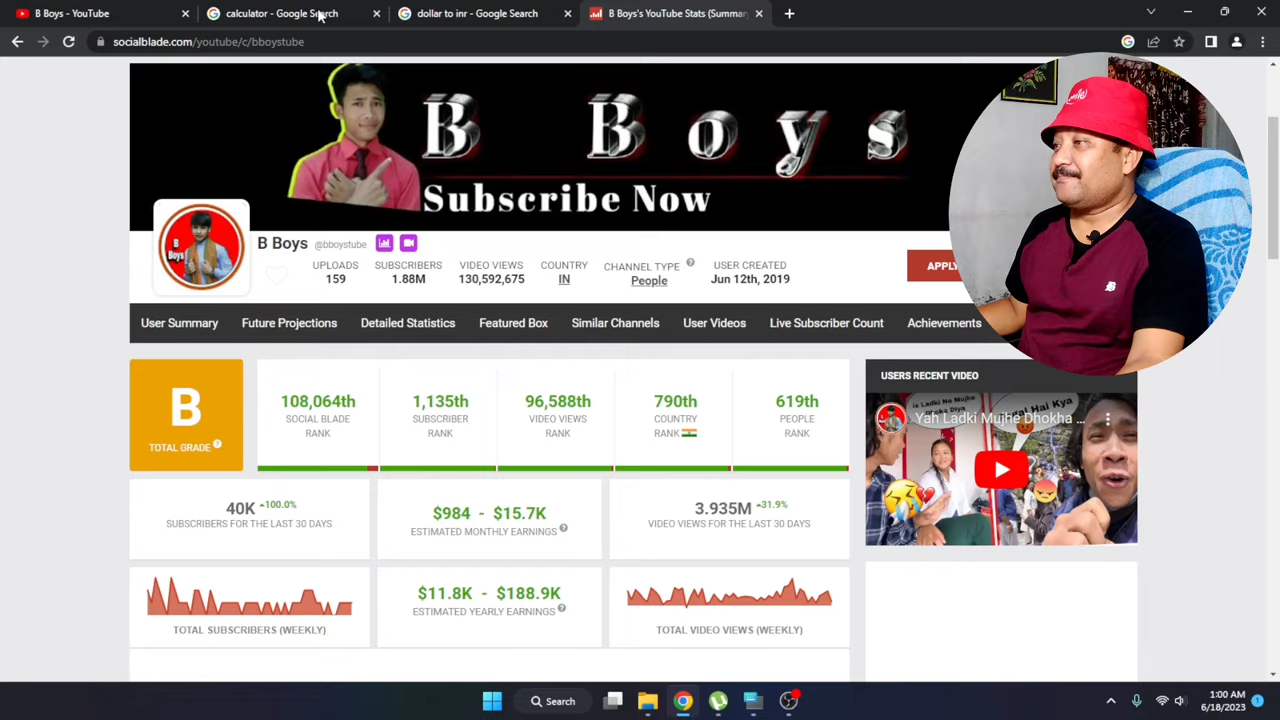 B Boys - YouTube
calculator - Google Search
dollar to inr - Google Search
B Boys's YouTube Stats (Summar
socialblade.com/youtube/c/bboystube
B Boys
Subscribe Now
B
Boys
B Boys @bboystube
UPLOADS
159
SUBSCRIBERS
1.88M
VIDEO VIEWS
130,592,675
COUNTRY
IN
CHANNEL TYPE
People
USER CREATED
Jun 12th, 2019
APPLY
User Summary
Future Projections
Detailed Statistics
Featured Box
Similar Channels
User Videos
Live Subscriber Count
Achievements
B
TOTAL GRADE
108,064th
SOCIAL BLADE
RANK
1,135th
SUBSCRIBER
RANK
96,588th
VIDEO VIEWS
RANK
790th
COUNTRY
RANK
619th
PEOPLE
RANK
40K 100.0%
SUBSCRIBERS FOR THE LAST 30 DAYS
$984 - $15.7K
ESTIMATED MONTHLY EARNINGS
3.935M 31.9%
VIDEO VIEWS FOR THE LAST 30 DAYS
TOTAL SUBSCRIBERS (WEEKLY)
$11.8K - $188.9K
ESTIMATED YEARLY EARNINGS
TOTAL VIDEO VIEWS (WEEKLY)
USERS RECENT VIDEO
Yah Ladki Mujhe Dhokha ...
Search
1:00 AM
6/18/2023